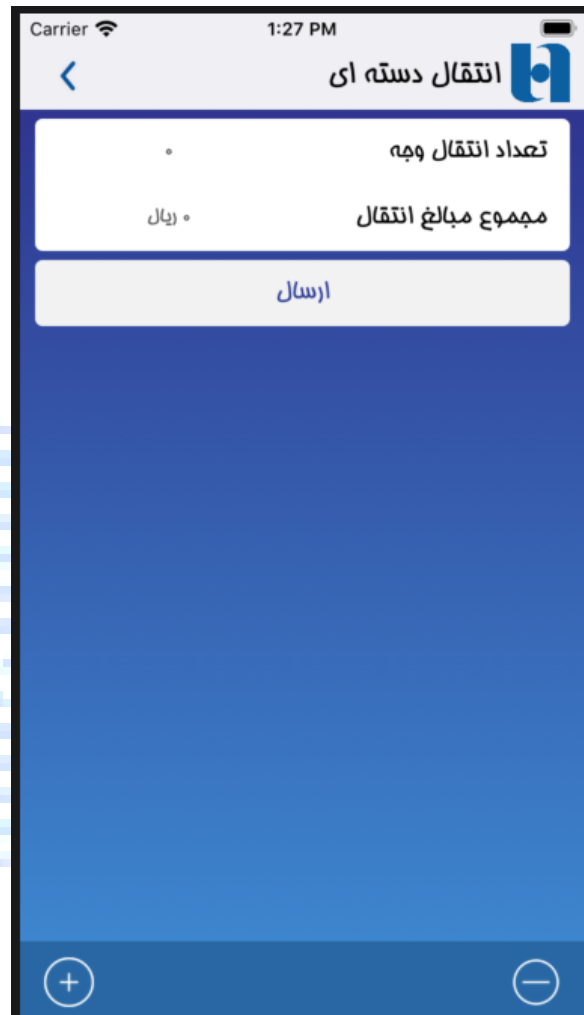 Carrier 1:27 PM
انتقال دسته ای
تعداد انتقال وجه ۰
مجموع مبالغ انتقال ۰ ریال
ارسال